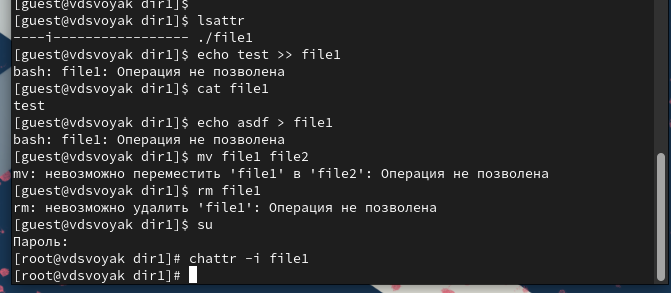 [guest@vdsvoyak dir1]$
[guest@vdsvoyak dir1]$ lsattr
----i----------------- ./file1
[guest@vdsvoyak dir1]$ echo test >> file1
bash: file1: Операция не позволена
[guest@vdsvoyak dir1]$ cat file1
test
[guest@vdsvoyak dir1]$ echo asdf > file1
bash: file1: Операция не позволена
[guest@vdsvoyak dir1]$ mv file1 file2
mv: невозможно переместить 'file1' в 'file2': Операция не позволена
[guest@vdsvoyak dir1]$ rm file1
rm: невозможно удалить 'file1': Операция не позволена
[guest@vdsvoyak dir1]$ su
Пароль:
[root@vdsvoyak dir1]# chattr -i file1
[root@vdsvoyak dir1]#